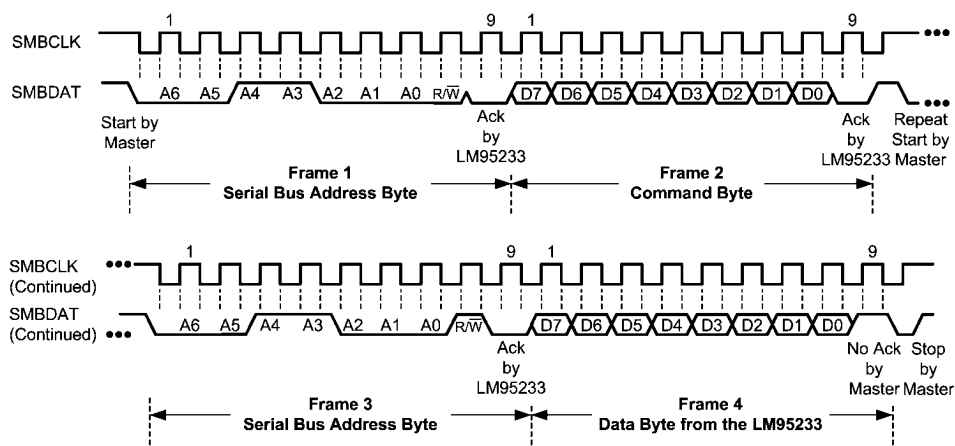 1 9 1 9
SMBCLK
SMBDAT
A6 A5 A4 A3 A2 A1 A0 R/W̅ D7 D6 D5 D4 D3 D2 D1 D0
Start by
Master
Ack
by
LM95233
Ack
by
LM95233
Repeat
Start by
Master
Frame 1
Serial Bus Address Byte
Frame 2
Command Byte
1 9 1 9
SMBCLK
(Continued)
SMBDAT
(Continued)
A6 A5 A4 A3 A2 A1 A0 R/W̅ D7 D6 D5 D4 D3 D2 D1 D0
Ack
by
LM95233
No Ack
by
Master
Stop
by
Master
Frame 3
Serial Bus Address Byte
Frame 4
Data Byte from the LM95233